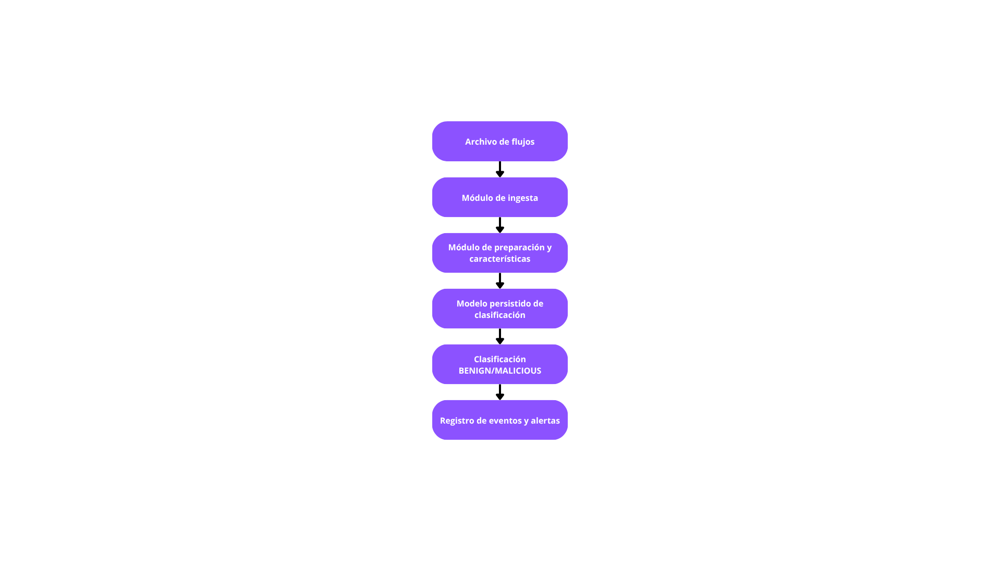 Archivo de flujos
Módulo de ingesta
Módulo de preparación y
características
Modelo persistido de
clasificación
Clasificación
BENIGN/MALICIOUS
Registro de eventos y alertas